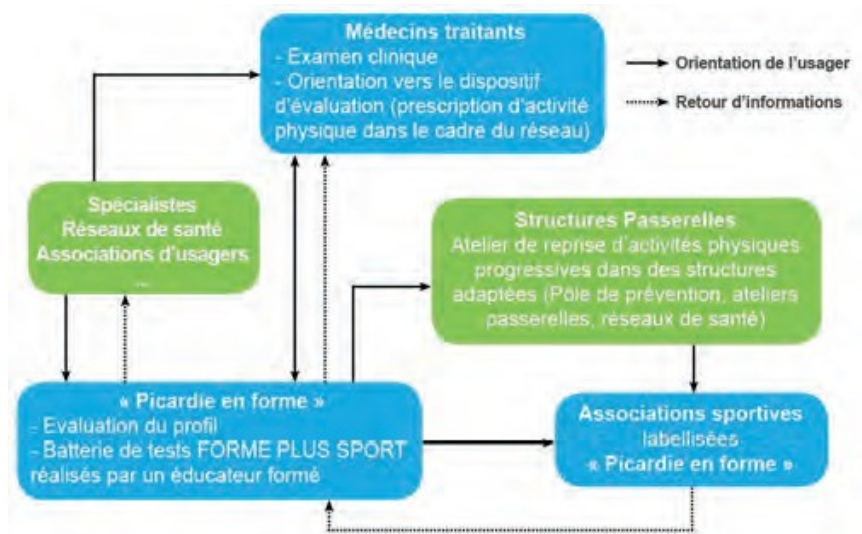 Médecins traitants
- Examen clinique
- Orientation vers le dispositif
d'évaluation (prescription d'activité
physique dans le cadre du réseau)
Orientation de l'usager
Retour d'informations
Spécialistes
Réseaux de santé
Associations d'usagers
...
Structures Passerelles
Atelier de reprise d'activités physiques
progressives dans des structures
adaptées (Pôle de prévention, ateliers
passerelles, réseaux de santé)
« Picardie en forme »
- Evaluation du profil
- Batterie de tests FORME PLUS SPORT
réalisés par un éducateur formé
Associations sportives
labellisées
« Picardie en forme »